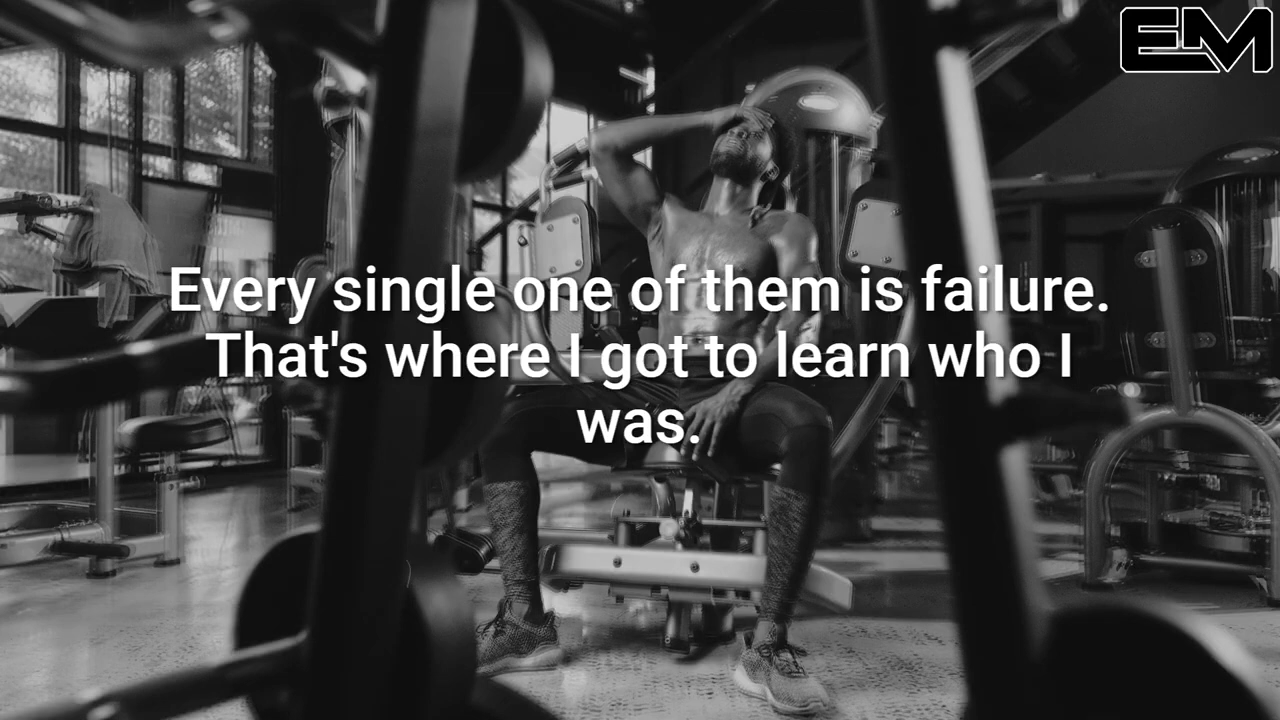 EM
Every single one of them is failure.
That's where I got to learn who I
was.